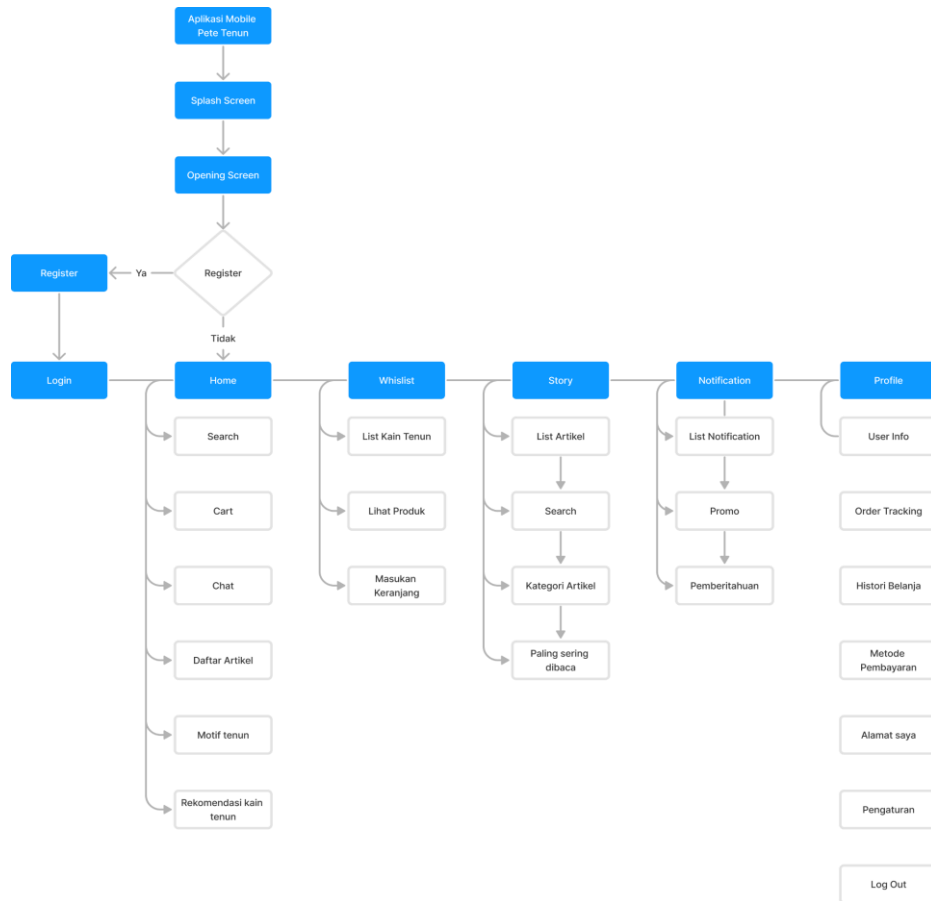 Aplikasi Mobile
Pete Tenun
Splash Screen
Opening Screen
Register
Ya
Register
Tidak
Login
Home
Whislist
Story
Notification
Profile
Search
List Kain Tenun
List Artikel
List Notification
User Info
Cart
Lihat Produk
Search
Promo
Order Tracking
Chat
Masukan
Keranjang
Kategori Artikel
Pemberitahuan
Histori Belanja
Daftar Artikel
Paling sering
dibaca
Metode
Pembayaran
Motif tenun
Alamat saya
Rekomendasi kain
tenun
Pengaturan
Log Out